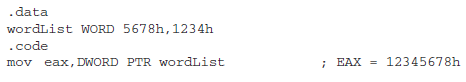 .data
wordList WORD 5678h,1234h
.code
mov eax,DWORD PTR wordList ; EAX = 12345678h